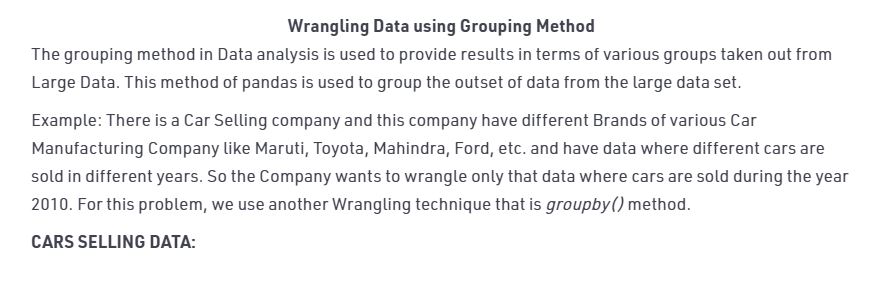 Wrangling Data using Grouping Method
The grouping method in Data analysis is used to provide results in terms of various groups taken out from
Large Data. This method of pandas is used to group the outset of data from the large data set.
Example: There is a Car Selling company and this company have different Brands of various Car
Manufacturing Company like Maruti, Toyota, Mahindra, Ford, etc. and have data where different cars are
sold in different years. So the Company wants to wrangle only that data where cars are sold during the year
2010. For this problem, we use another Wrangling technique that is groupby() method.
CARS SELLING DATA: